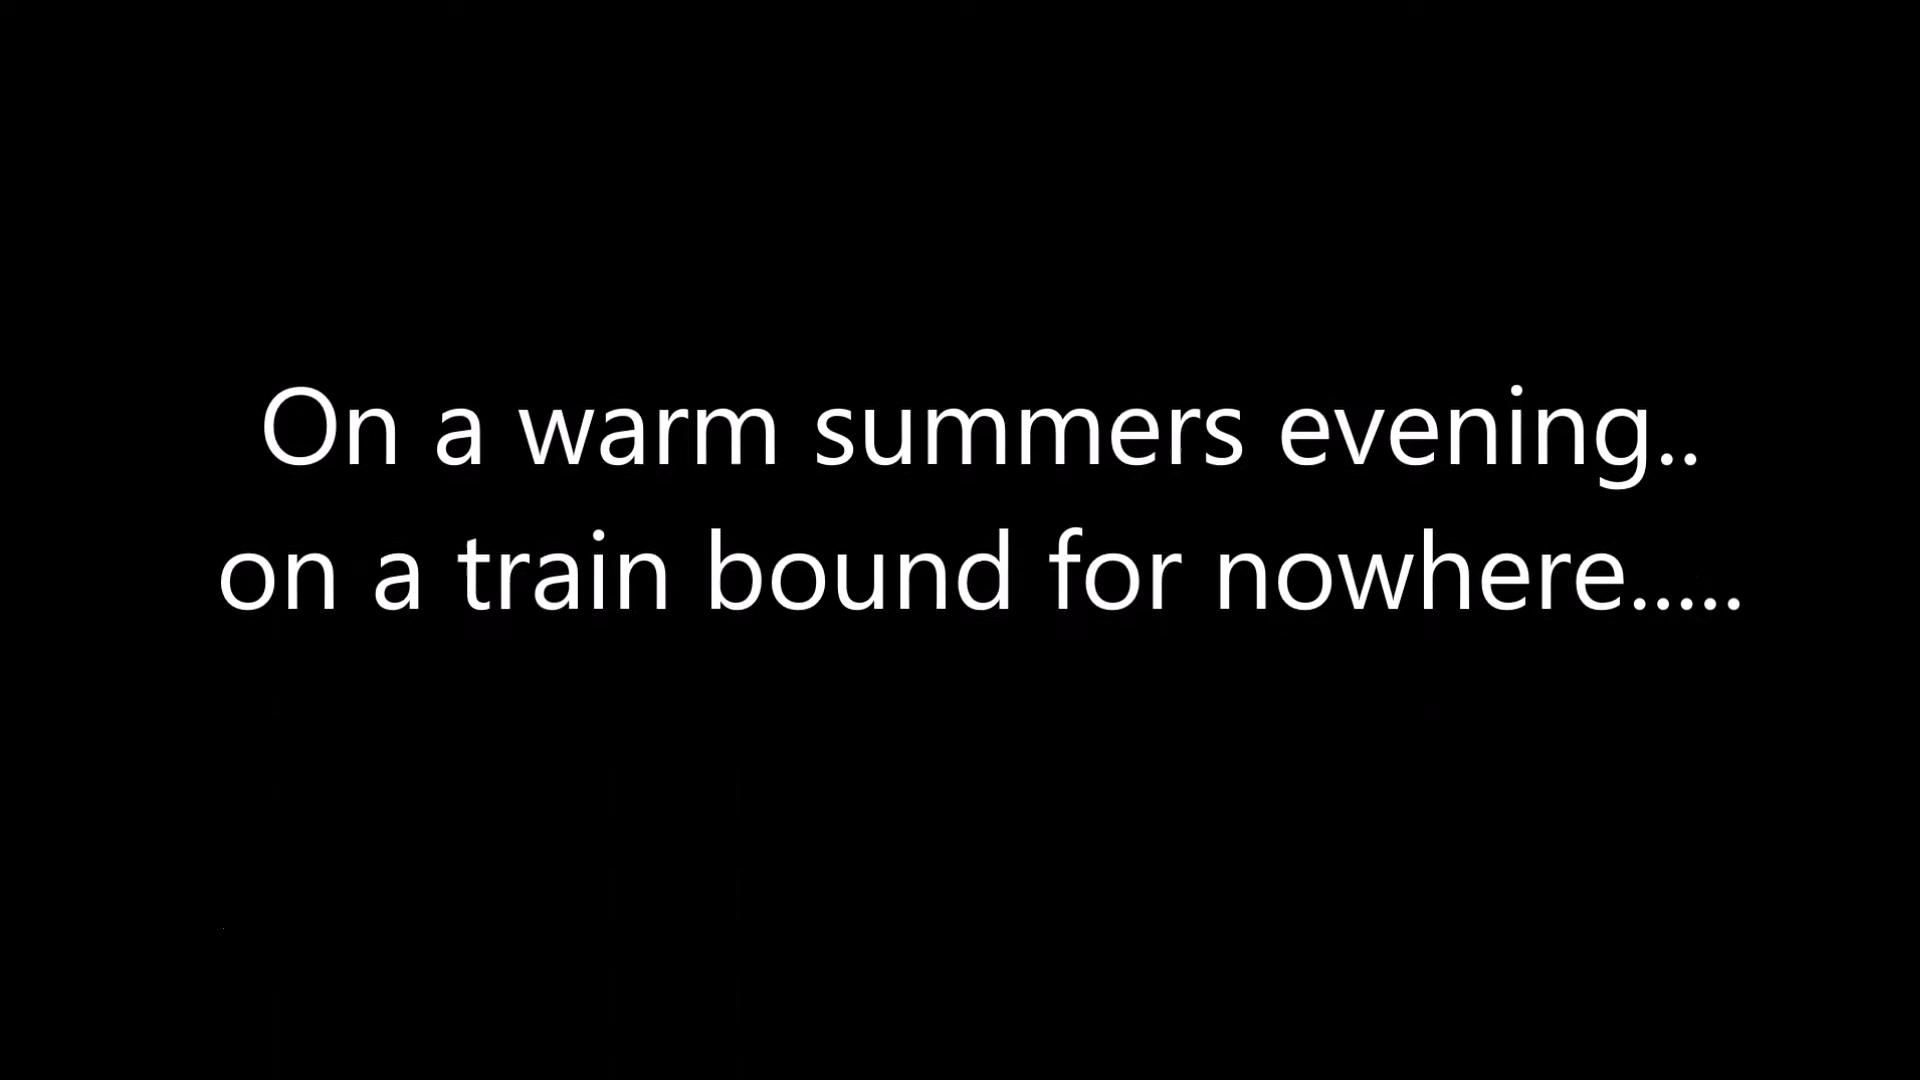 On a warm summers evening..
on a train bound for nowhere.....